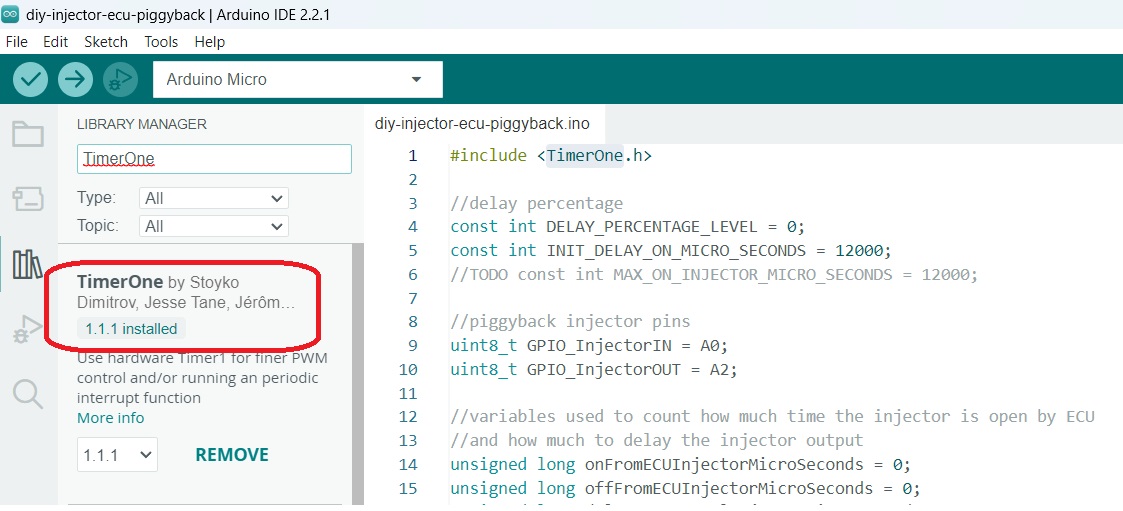 diy-injector-ecu-piggyback | Arduino IDE 2.2.1
File Edit Sketch Tools Help
Arduino Micro
LIBRARY MANAGER
TimerOne
Type: All
Topic: All
TimerOne by Stoyko
Dimitrov, Jesse Tane, Jérôm...
1.1.1 installed
Use hardware Timer1 for finer PWM
control and/or running an periodic
interrupt function
More info
1.1.1 REMOVE
diy-injector-ecu-piggyback.ino
1 #include <TimerOne.h>
2
3 //delay percentage
4 const int DELAY_PERCENTAGE_LEVEL = 0;
5 const int INIT_DELAY_ON_MICRO_SECONDS = 12000;
6 //TODO const int MAX_ON_INJECTOR_MICRO_SECONDS = 12000;
7
8 //piggyback injector pins
9 uint8_t GPIO_InjectorIN = A0;
10 uint8_t GPIO_InjectorOUT = A2;
11
12 //variables used to count how much time the injector is open by ECU
13 //and how much to delay the injector output
14 unsigned long onFromECUInjectorMicroSeconds = 0;
15 unsigned long offFromECUInjectorMicroSeconds = 0;